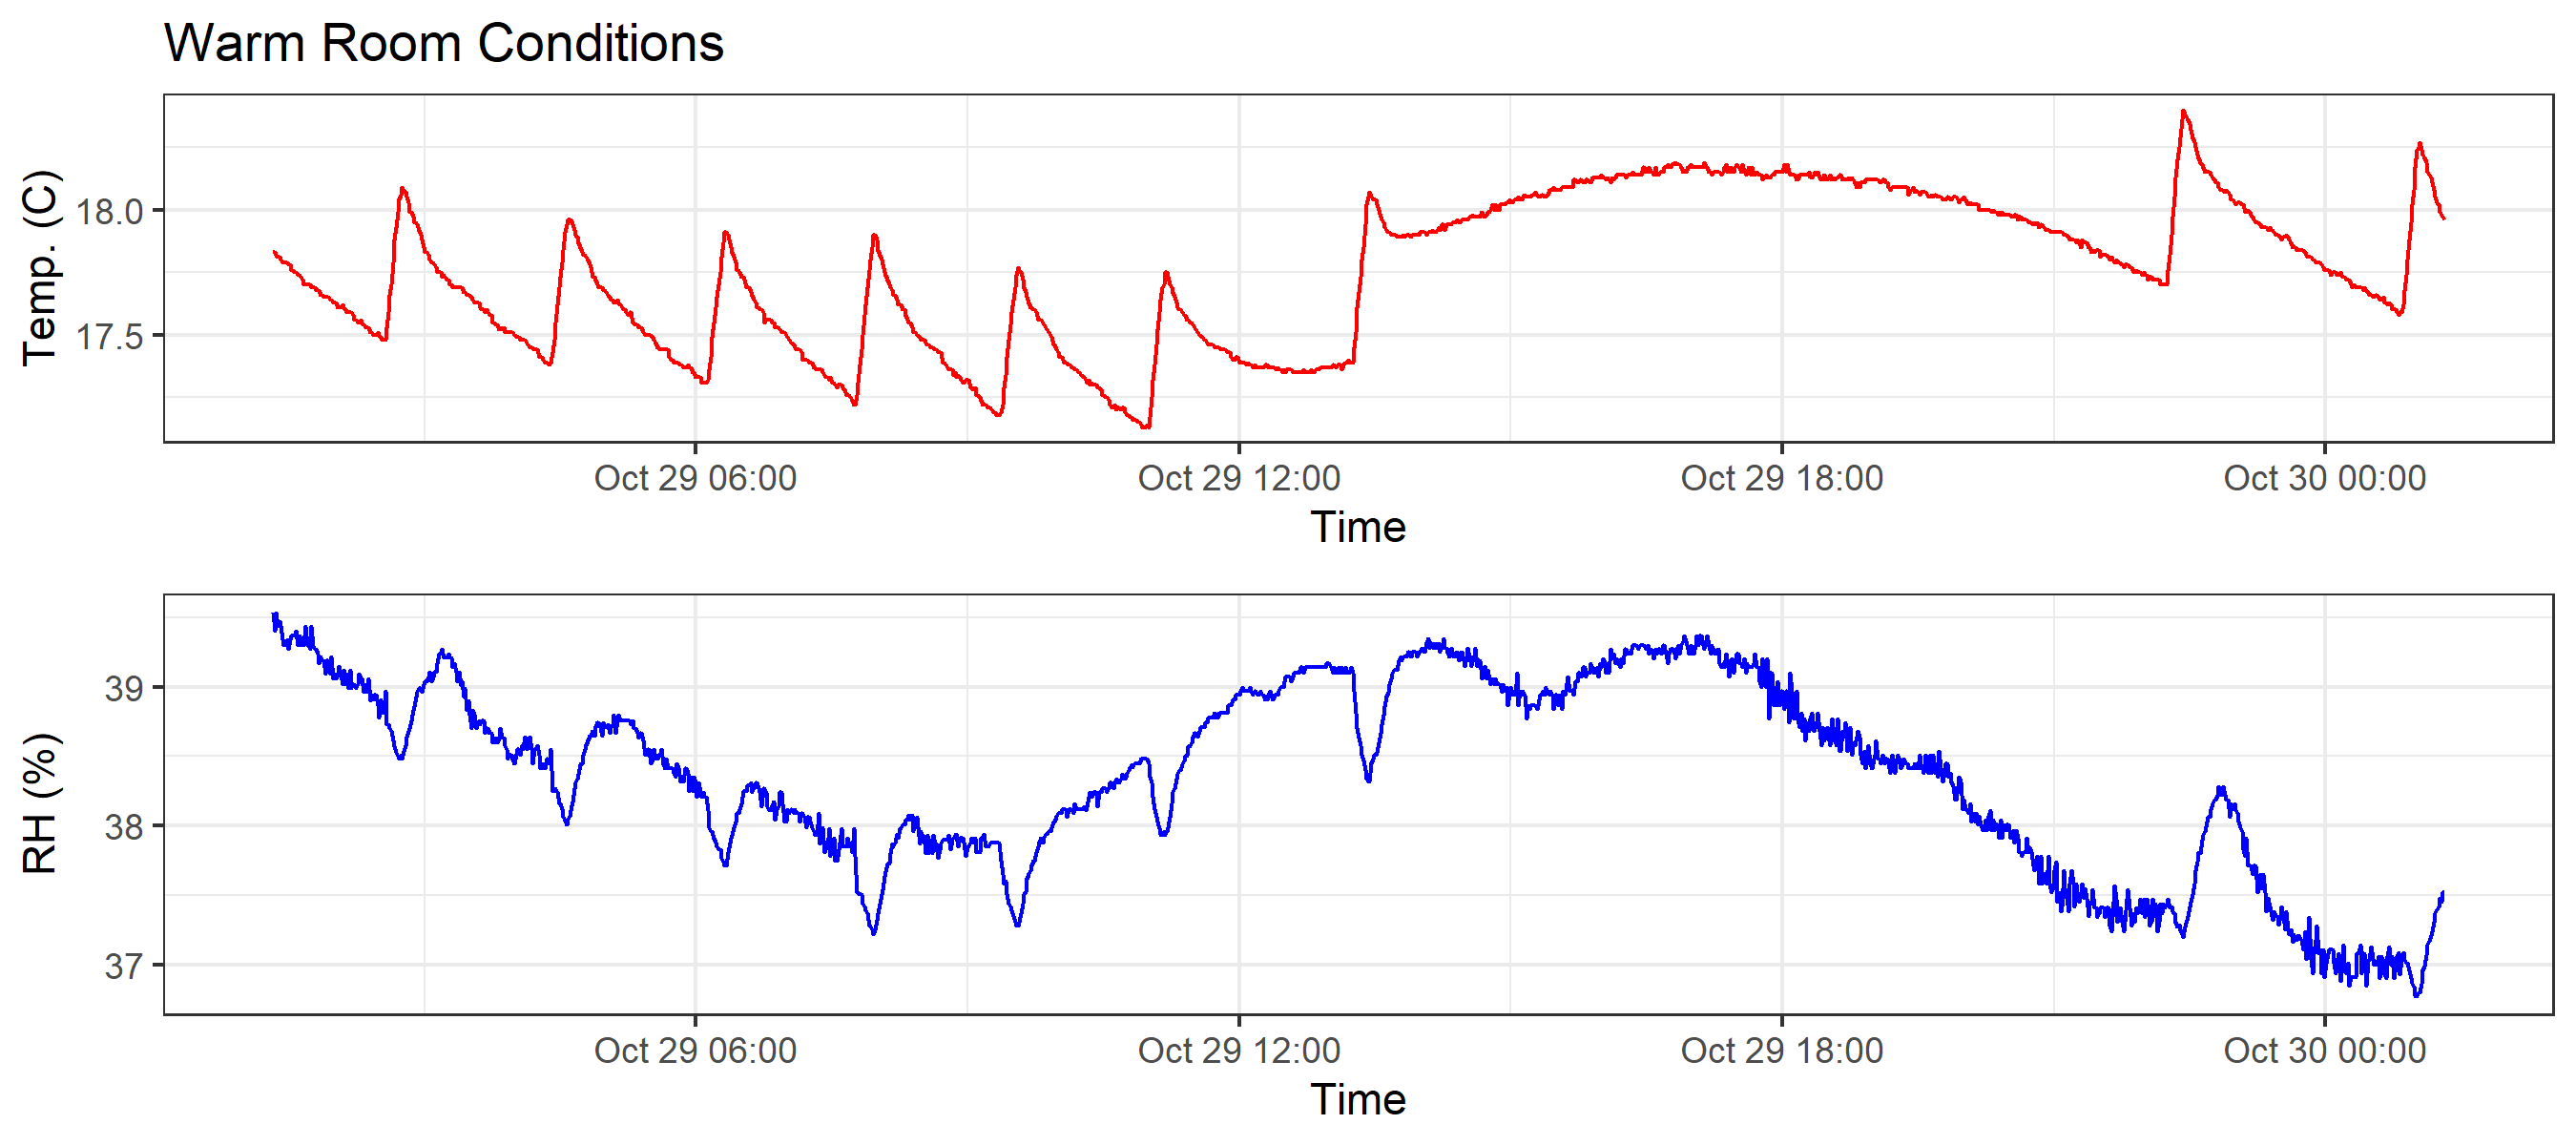 Warm Room Conditions
Temp. (C)
18.0
17.5
Oct 29 06:00 Oct 29 12:00 Oct 29 18:00 Oct 30 00:00
Time
RH (%)
39
38
37
Oct 29 06:00 Oct 29 12:00 Oct 29 18:00 Oct 30 00:00
Time